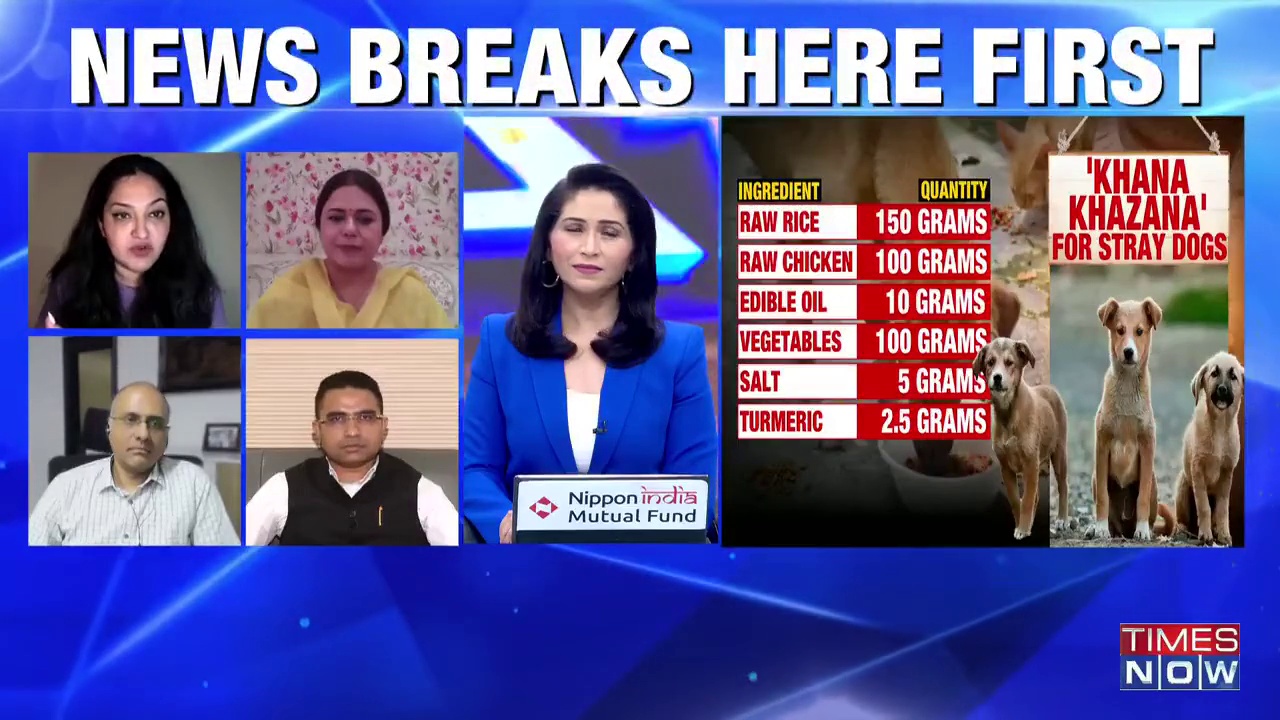 NEWS BREAKS HERE FIRST
INGREDIENT QUANTITY
RAW RICE 150 GRAMS
RAW CHICKEN 100 GRAMS
EDIBLE OIL 10 GRAMS
VEGETABLES 100 GRAMS
SALT 5 GRAMS
TURMERIC 2.5 GRAMS
'KHANA
KHAZANA'
FOR STRAY DOGS
Nippon india
Mutual Fund
TIMES
NOW